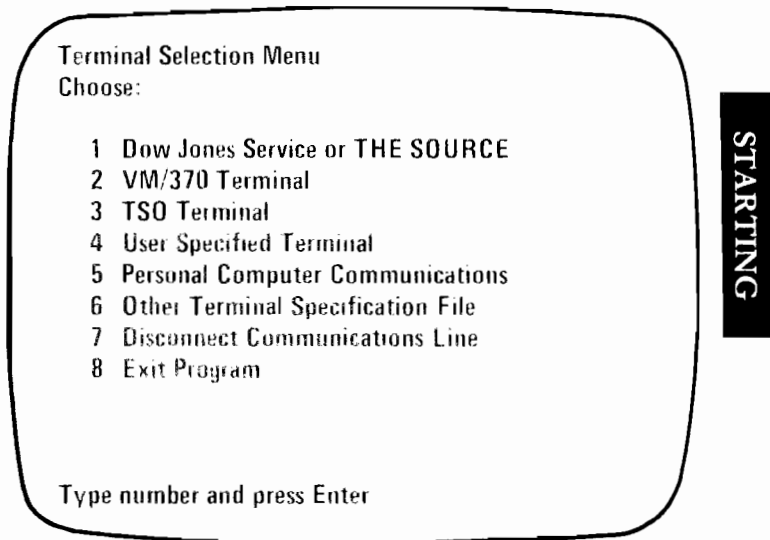 Terminal Selection Menu
Choose:
1 Dow Jones Service or THE SOURCE
2 VM/370 Terminal
3 TSO Terminal
4 User Specified Terminal
5 Personal Computer Communications
6 Other Terminal Specification File
7 Disconnect Communications Line
8 Exit Program
Type number and press Enter
STARTING